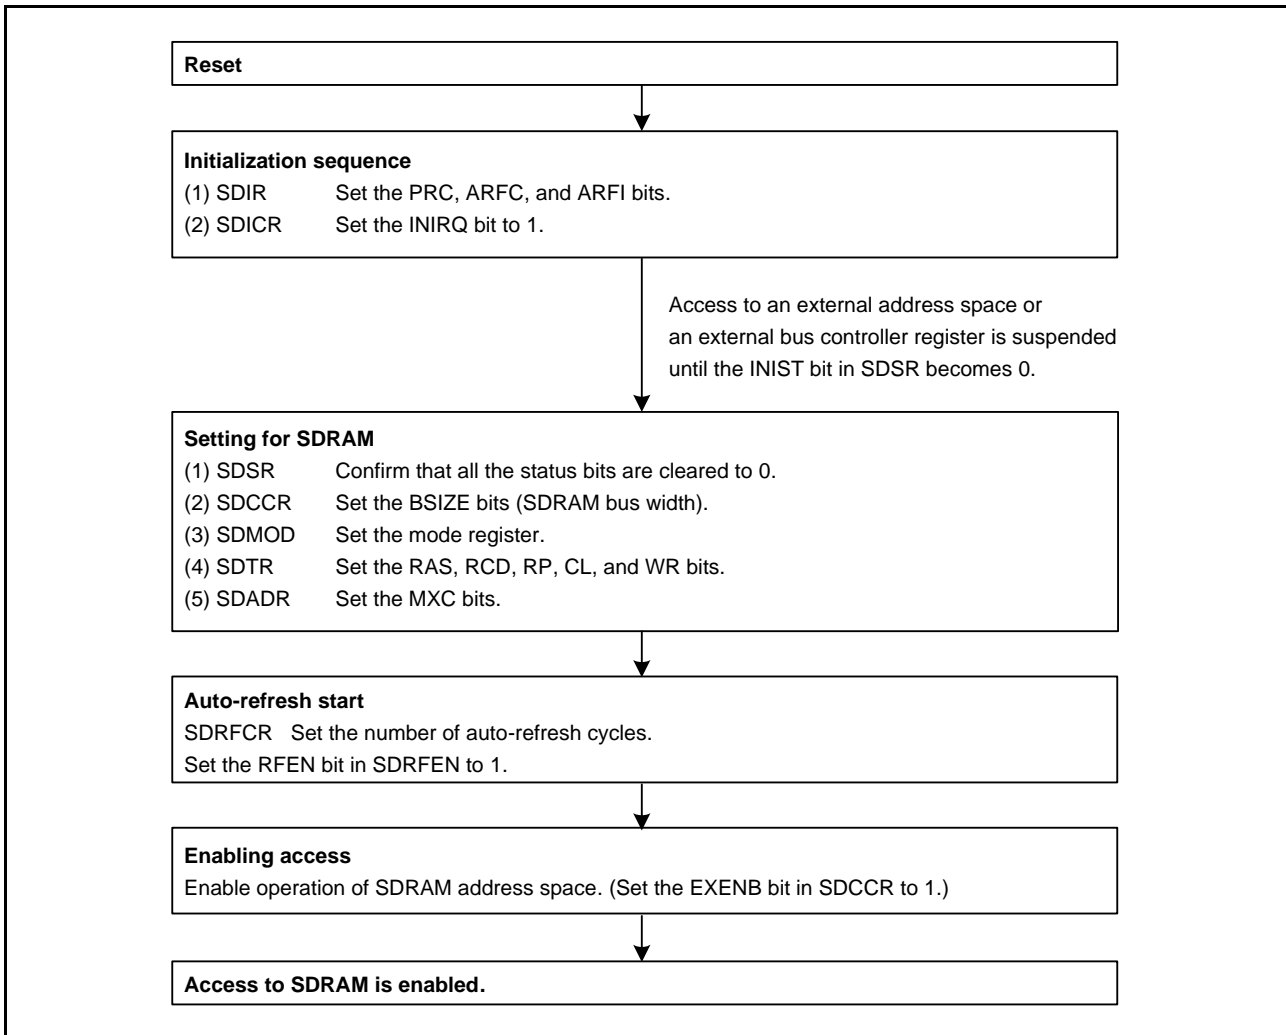 Reset
Initialization sequence
(1) SDIR Set the PRC, ARFC, and ARFI bits.
(2) SDICR Set the INIRQ bit to 1.
Access to an external address space or
an external bus controller register is suspended
until the INIST bit in SDSR becomes 0.
Setting for SDRAM
(1) SDSR Confirm that all the status bits are cleared to 0.
(2) SDCCR Set the BSIZE bits (SDRAM bus width).
(3) SDMOD Set the mode register.
(4) SDTR Set the RAS, RCD, RP, CL, and WR bits.
(5) SDADR Set the MXC bits.
Auto-refresh start
SDRFCR Set the number of auto-refresh cycles.
Set the RFEN bit in SDRFEN to 1.
Enabling access
Enable operation of SDRAM address space. (Set the EXENB bit in SDCCR to 1.)
Access to SDRAM is enabled.